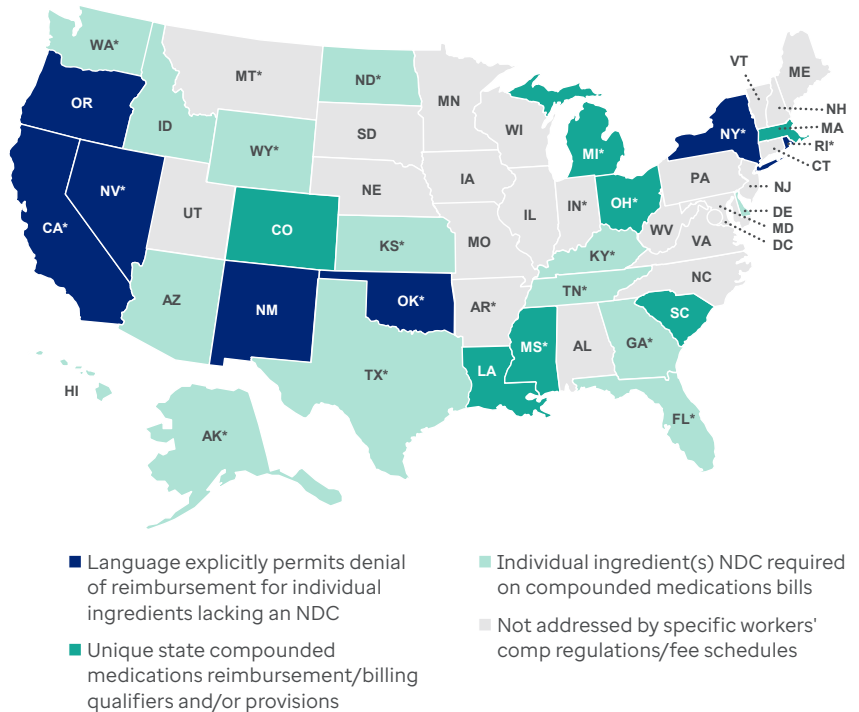 WA*
MT*
ND*
MN
VT
ME
OR
ID
SD
WI
NH
MA
NY*
RI*
CT
WY*
MI*
NV*
NE
IA
PA
NJ
CA*
UT
CO
IL
IN*
OH*
DE
MD
DC
WV
VA
KS*
MO
KY*
AZ
NM
OK*
AR*
TN*
NC
SC
TX*
LA
MS*
AL
GA*
HI
AK*
FL*
Language explicitly permits denial
of reimbursement for individual
ingredients lacking an NDC
Unique state compounded
medications reimbursement/billing
qualifiers and/or provisions
Individual ingredient(s) NDC required
on compounded medications bills
Not addressed by specific workers'
comp regulations/fee schedules